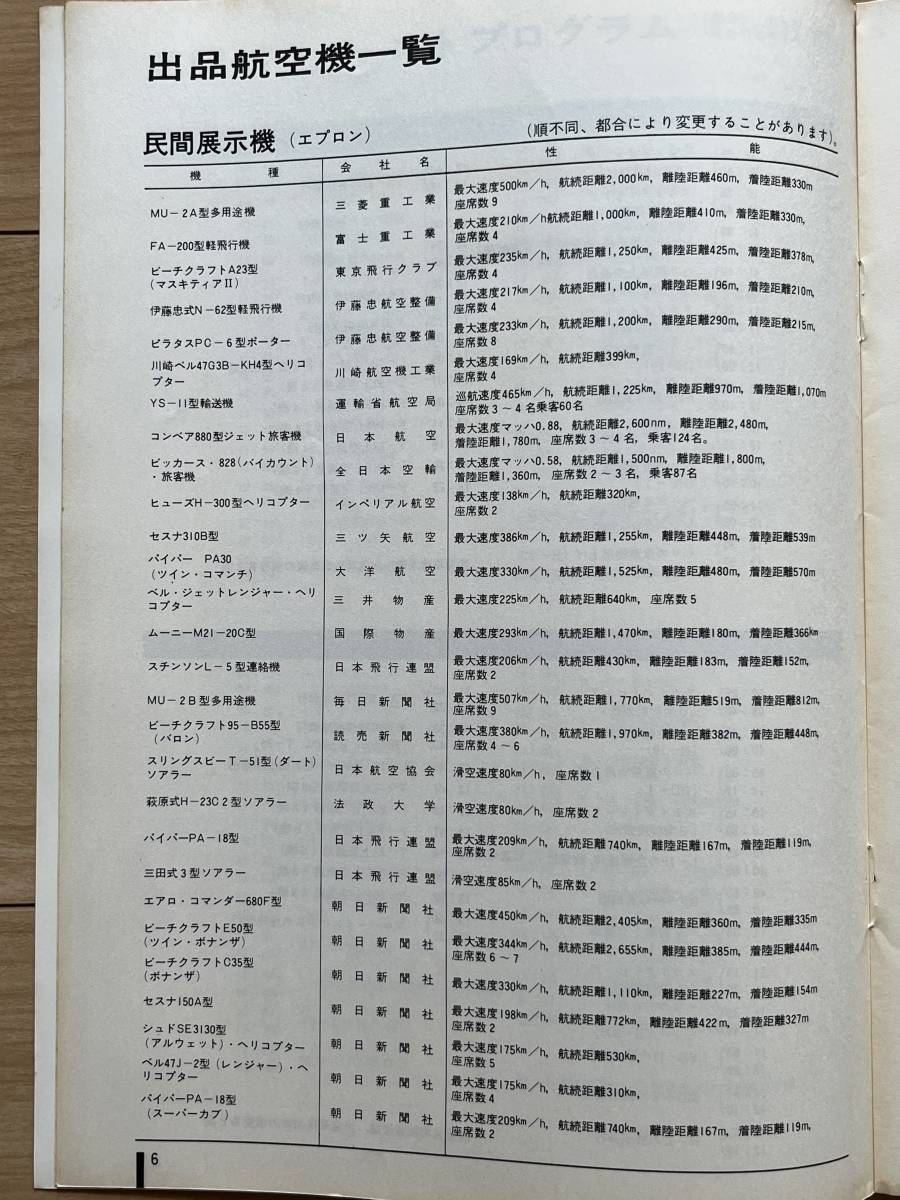 出品航空機一覧
民間展示機（エプロン）
（順不同、都合により変更することがあります）。
機種 会社名 性能
MU－2A型多用途機 三菱重工業 最大速度500km／h, 航続距離2,000km, 離陸距離460m, 着陸距離330m
座席数9
FA－200型軽飛行機 富士重工業 最大速度210km／h航続距離1,000km, 離陸距離410m, 着陸距離330m,
座席数4
ビーチクラフトA23型 東京飛行クラブ 最大速度235km／h, 航続距離1,250km, 離陸距離425m, 着陸距離378m,
（マスキティアII） 座席数4
伊藤忠式N－62型軽飛行機 伊藤忠航空整備 最大速度217km／h, 航続距離1,100km, 離陸距離196m, 着陸距離210m,
座席数4
ピラタスPC－6型ポーター 伊藤忠航空整備 最大速度233km／h, 航続距離1,200km, 離陸距離290m, 着陸距離215m,
座席数8
川崎ベル47G3B－KH4型ヘリコ 川崎航空機工業 最大速度169km／h, 航続距離399km,
プター 座席数4
YS－11型輸送機 運輸省航空局 巡航速度465km／h, 航続距離1,225km, 離陸距離970m, 着陸距離1,070m
座席数3～4名乗客60名
コンベア880型ジェット旅客機 日本航空 最大速度マッハ0.88, 航続距離2,600nm, 離陸距離2,480m,
着陸距離1,780m, 座席数3～4名, 乗客124名。
ビッカース・828（バイカウント） 全日本空輸 最大速度マッハ0.58, 航続距離1,500nm, 離陸距離1,800m,
・旅客機 着陸距離1,360m, 座席数2～3名, 乗客87名
ヒューズH－300型ヘリコプター インペリアル航空 最大速度138km／h, 航続距離320km,
座席数2
セスナ310B型 三ツ矢航空 最大速度386km／h, 航続距離1,255km, 離陸距離448m, 着陸距離539m
パイパー PA30 大洋航空 最大速度330km／h, 航続距離1,525km, 離陸距離480m, 着陸距離570m
（ツイン・コマンチ）
ベル・ジェットレンジャー・ヘリ 三井物産 最大速度225km／h, 航続距離640km, 座席数5
コプター
ムーニーM21－20C型 国際物産 最大速度293km／h, 航続距離1,470km, 離陸距離180m, 着陸距離366km
スチンソンL－5型連絡機 日本飛行連盟 最大速度206km／h, 航続距離430km, 離陸距離183m, 着陸距離152m,
座席数2
MU－2B型多用途機 毎日新聞社 最大速度507km／h, 航続距離1,770km, 離陸距離519m, 着陸距離812m,
座席数9
ビーチクラフト95－B55型 読売新聞社 最大速度380km／h, 航続距離1,970km, 離陸距離382m, 着陸距離448m,
（バロン） 座席数4～6
スリングスビーT－51型（ダート） 日本航空協会 滑空速度80km／h, 座席数1
ソアラー
萩原式H－23C2型ソアラー 法政大学 滑空速度80km／h, 座席数2
パイパーPA－18型 日本飛行連盟 最大速度209km／h, 航続距離740km, 離陸距離167m, 着陸距離119m,
座席数2
三田式3型ソアラー 日本飛行連盟 滑空速度85km／h, 座席数2
エアロ・コマンダー680F型 朝日新聞社 最大速度450km／h, 航続距離2,405km, 離陸距離360m, 着陸距離335m
ビーチクラフトE50型 朝日新聞社 最大速度344km／h, 航続距離2,655km, 離陸距離385m, 着陸距離444m,
（ツイン・ボナンザ） 座席数6～7
ビーチクラフトC35型 朝日新聞社 最大速度330km／h, 航続距離1,110km, 離陸距離227m, 着陸距離154m
（ボナンザ）
セスナ150A型 朝日新聞社 最大速度198km／h, 航続距離772km, 離陸距離422m, 着陸距離327m
座席数2
シュドSE3130型 朝日新聞社 最大速度175km／h, 航続距離530km,
（アルウェット）・ヘリコプター 座席数5
ベル47J－2型（レンジャー）・ヘ 朝日新聞社 最大速度175km／h, 航続距離310km,
リコプター 座席数4
パイパーPA－18型 朝日新聞社 最大速度209km／h, 航続距離740km, 離陸距離167m, 着陸距離119m,
（スーパーカブ） 座席数2
6